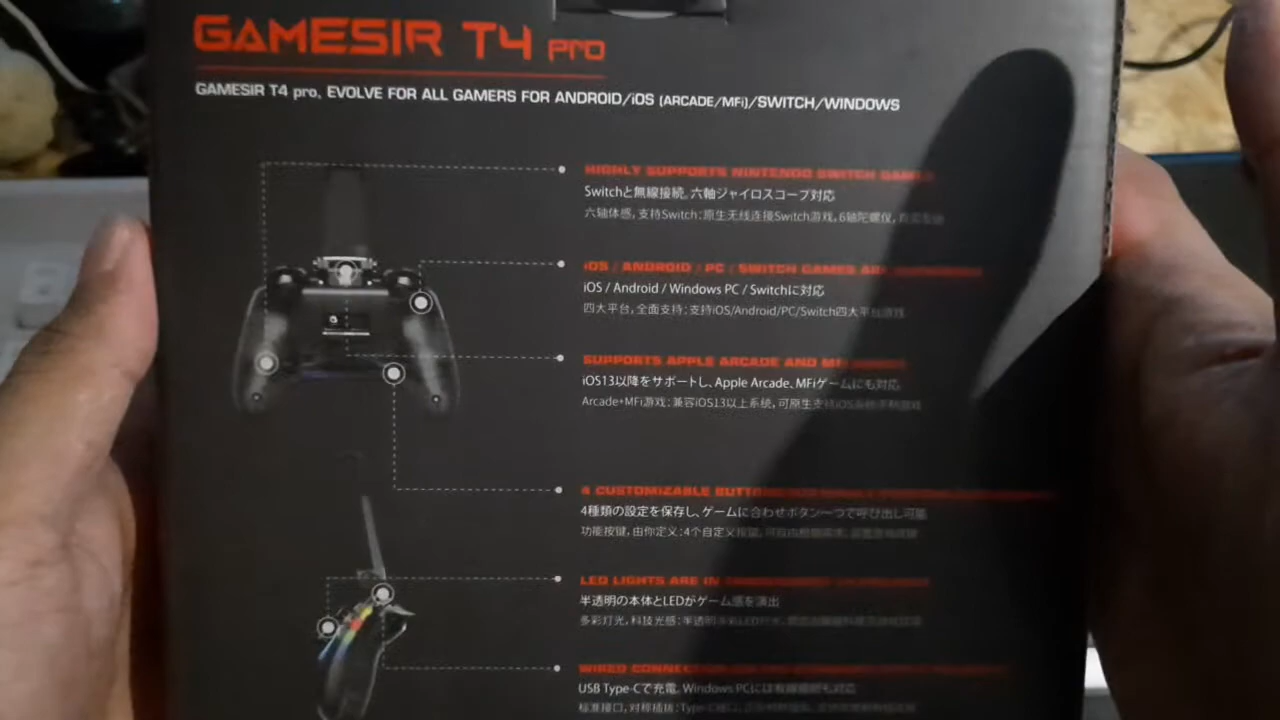 GAMESIR T4 pro
GAMESIR T4 pro, EVOLVE FOR ALL GAMERS FOR ANDROID/iOS (ARCADE/MFi)/SWITCH/WINDOWS
HIGHLY SUPPORTS NINTENDO SWITCH GAMES
Switchと無線接続。六軸ジャイロスコープ対応
六轴体感，支持Switch：原生无线连接Switch游戏，6轴陀螺仪，
iOS / ANDROID / PC / SWITCH GAMES ARE
iOS / Android / Windows PC / Switchに対応
四大平台，全面支持：支持iOS/Android/PC/Switch四大平台游戏
SUPPORTS APPLE ARCADE AND MFi GAMES
iOS13以降をサポートし、Apple Arcade、MFiゲームにも対応
Arcade+MFi游戏：兼容iOS13以上系统，可原生支持iOS
4 CUSTOMIZABLE BUTTONS
4種類の設定を保存し、ゲームに合わせボタン一つで呼び出し可能
功能按键，由你定义：4个自定义按键，
LED LIGHTS ARE IN
半透明の本体とLEDがゲーム感を演出
多彩灯光，科技光感：半透明
WIRED CONNECTION
USB Type-Cで充電。Windows PCには有線接続も対応
标准接口，对称插拔：Type-C接口，